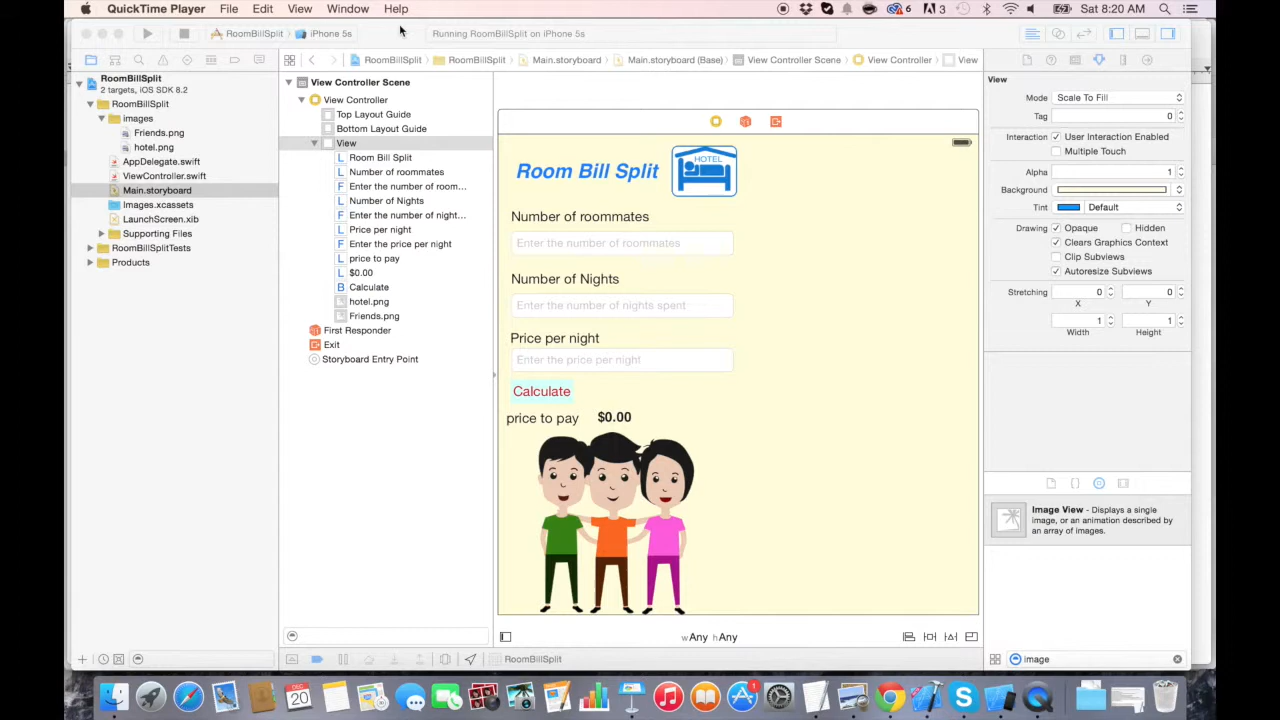 QuickTime Player File Edit View Window Help 6 3 Sat 8:20 AM
RoomBillSplit iPhone 5s Running RoomBillSplit on iPhone 5s
RoomBillSplit RoomBillSplit Main.storyboard Main.storyboard (Base) View Controller Scene View Controller View
RoomBillSplit
2 targets, iOS SDK 8.2
RoomBillSplit
images
Friends.png
hotel.png
AppDelegate.swift
ViewController.swift
Main.storyboard
Images.xcassets
LaunchScreen.xib
Supporting Files
RoomBillSplitTests
Products
View Controller Scene
View Controller
Top Layout Guide
Bottom Layout Guide
View
L Room Bill Split
L Number of roommates
F Enter the number of room...
L Number of Nights
F Enter the number of night...
L Price per night
F Enter the price per night
L price to pay
L $0.00
B Calculate
hotel.png
Friends.png
First Responder
Exit
Storyboard Entry Point
Room Bill Split HOTEL
Number of roommates
Enter the number of roommates
Number of Nights
Enter the number of nights spent
Price per night
Enter the price per night
Calculate
price to pay $0.00
wAny hAny
RoomBillSplit
View
Mode Scale To Fill
Tag 0
Interaction User Interaction Enabled
Multiple Touch
Alpha 1
Background
Tint Default
Drawing Opaque Hidden
Clears Graphics Context
Clip Subviews
Autoresize Subviews
Stretching 0 0
X Y
1 1
Width Height
Image View - Displays a single
image, or an animation described by
an array of images.
image
DEC
20
1